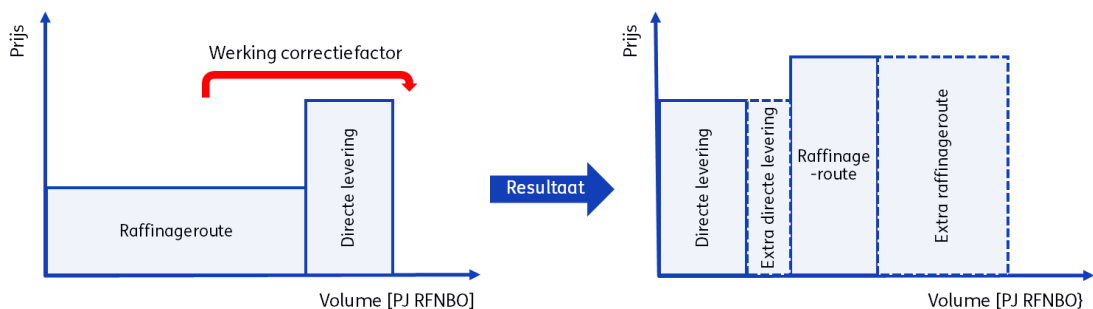 Prijs
Werking correctiefactor
Raffinageroute
Directe levering
Volume [PJ RFNBO]
Resultaat
Prijs
Directe levering
Extra directe levering
Raffinage
-route
Extra raffinageroute
Volume [PJ RFNBO}